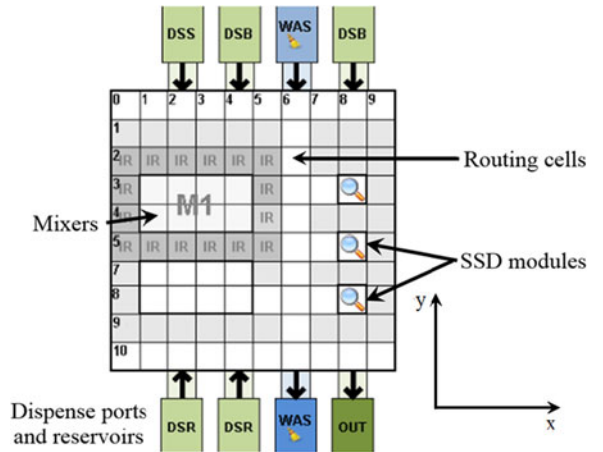 DSS DSB WAS DSB
0 1 2 3 4 5 6 7 8 9
1
2 IR IR IR IR IR IR
Routing cells
3 IR M1 IR
Mixers
4 IR IR
5 IR IR IR IR IR IR
SSD modules
7
8
y
9
10
x
Dispense ports
and reservoirs
DSR DSR WAS OUT